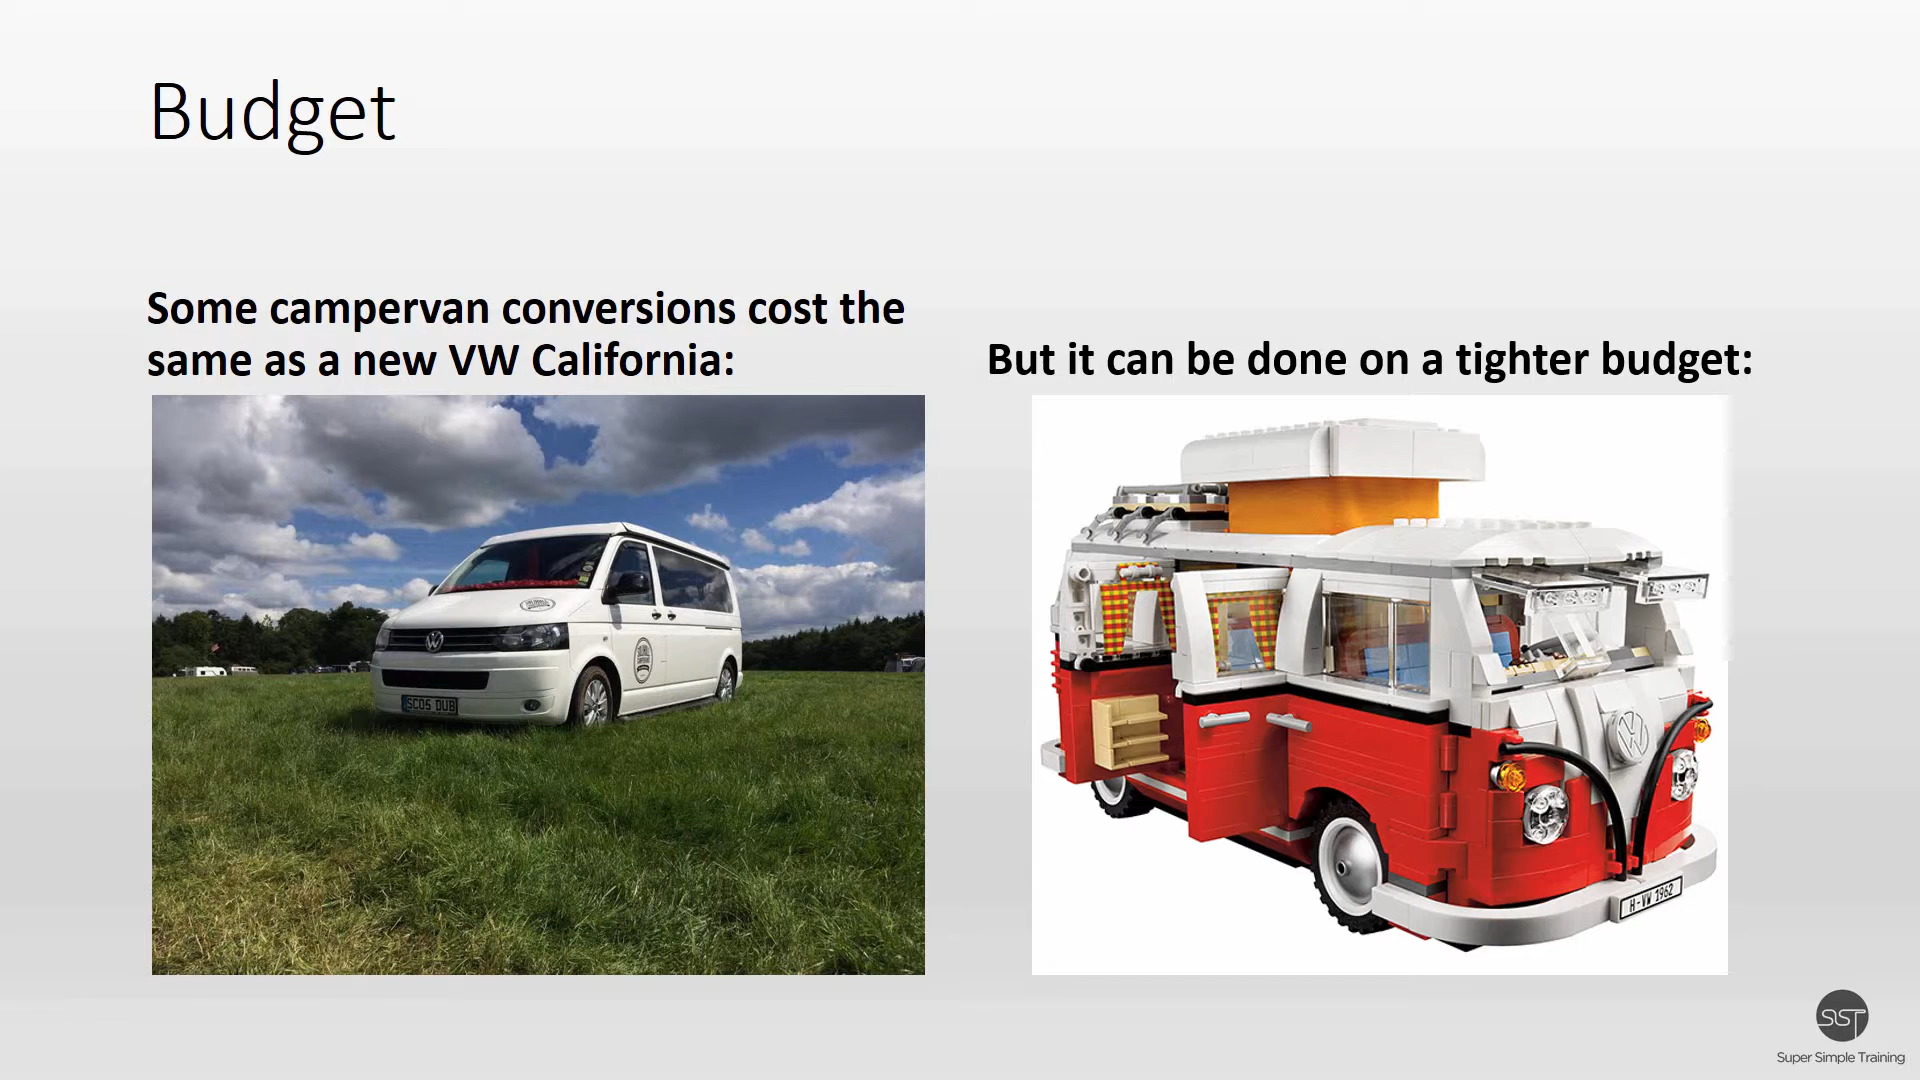 Budget
Some campervan conversions cost the
same as a new VW California:
But it can be done on a tighter budget:
SC05 DUB
H-VW 1962
SST
Super Simple Training